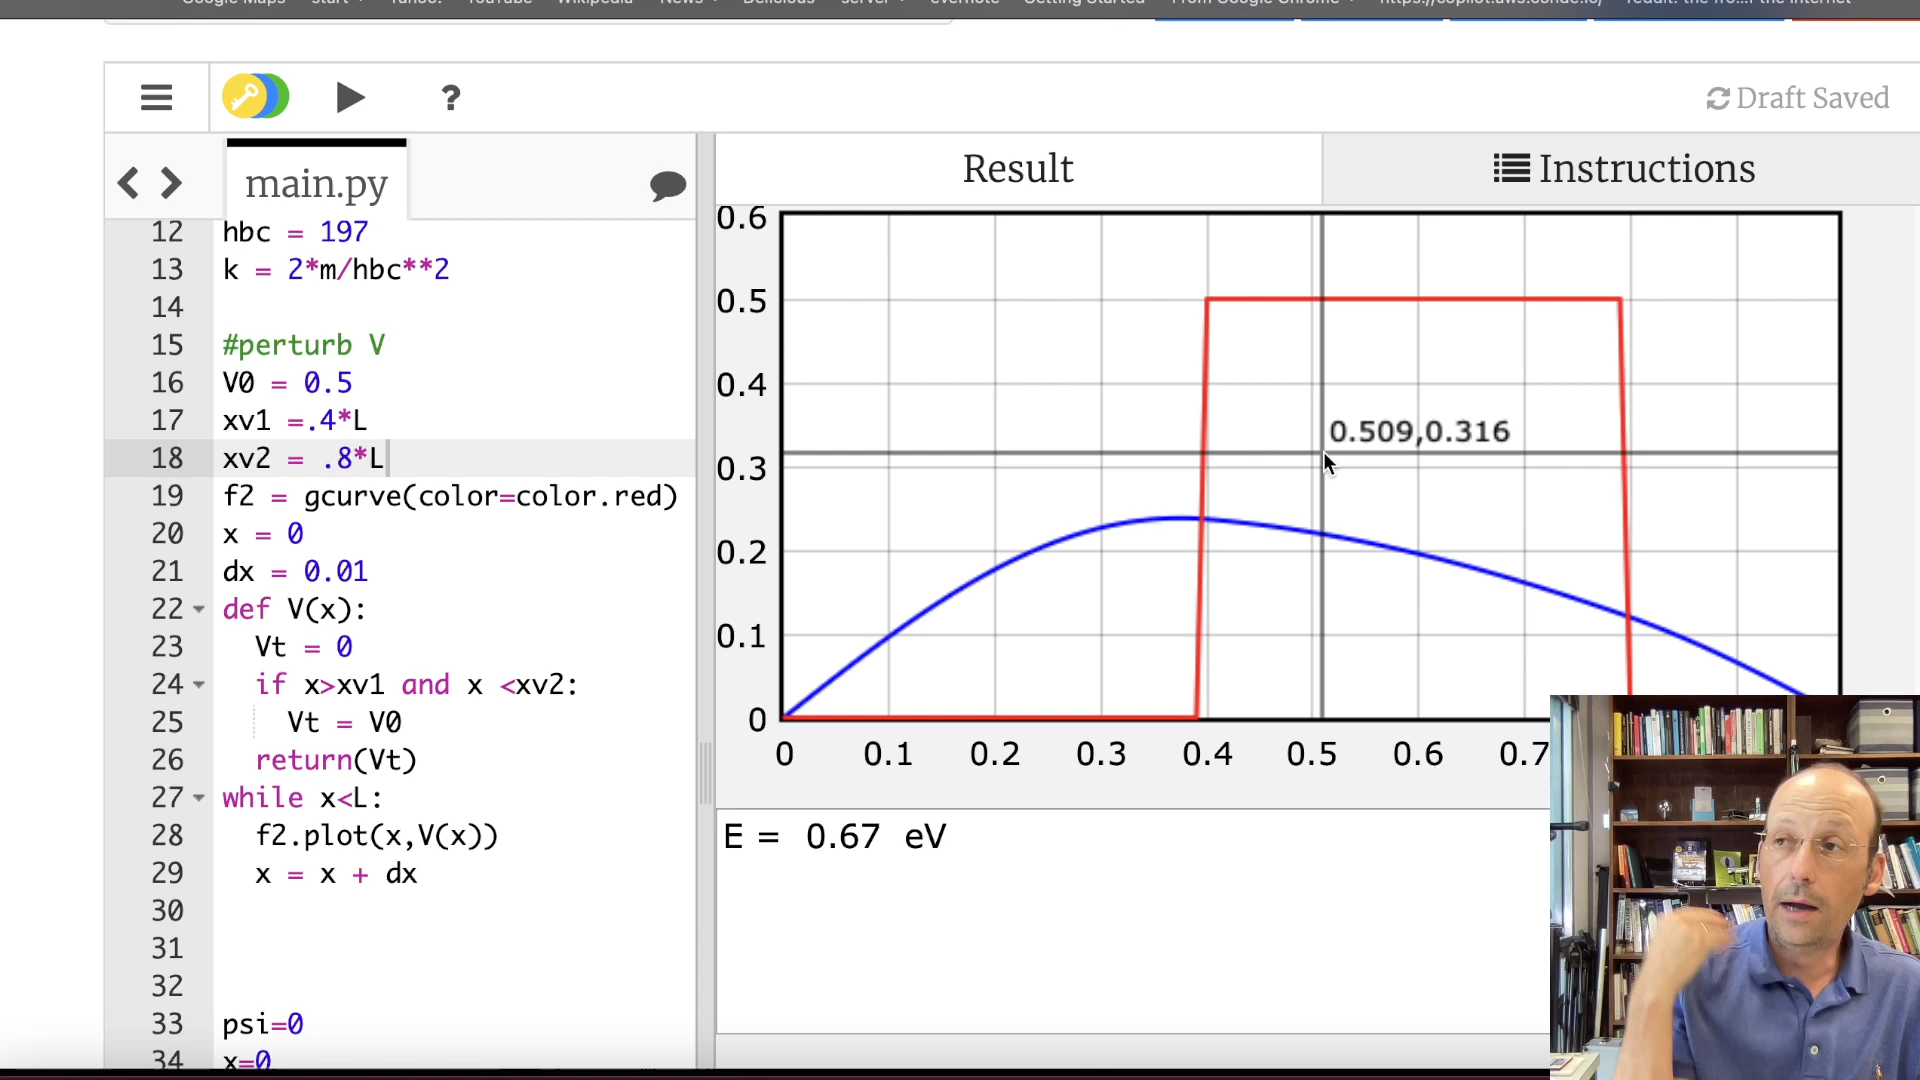 ?
Draft Saved
main.py
Result
Instructions
12 hbc = 197
13 k = 2*m/hbc**2
14
15 #perturb V
16 V0 = 0.5
17 xv1 =.4*L
18 xv2 = .8*L
19 f2 = gcurve(color=color.red)
20 x = 0
21 dx = 0.01
22 def V(x):
23 Vt = 0
24 if x>xv1 and x <xv2:
25 Vt = V0
26 return(Vt)
27 while x<L:
28 f2.plot(x,V(x))
29 x = x + dx
30
31
32
33 psi=0
34 x=0
0.6
0.5
0.4
0.3
0.2
0.1
0
0.509,0.316
0 0.1 0.2 0.3 0.4 0.5 0.6 0.7
E = 0.67 eV